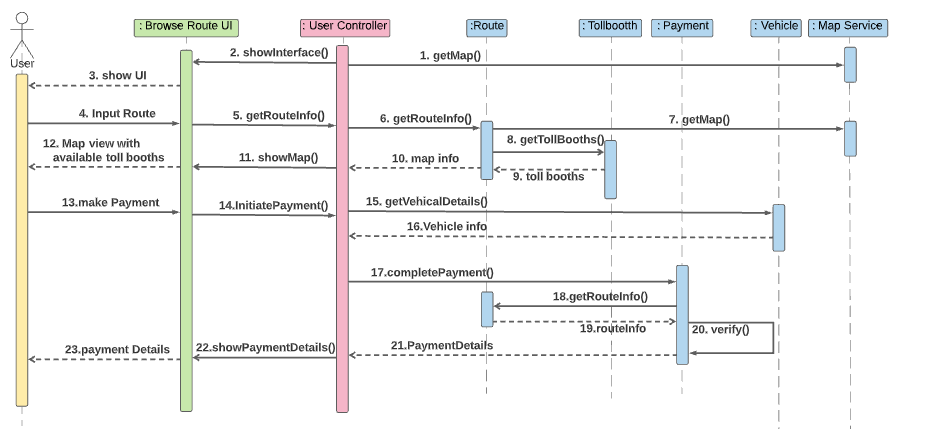 : Browse Route UI
: User Controller
:Route
: Tollbootth
: Payment
: Vehicle
: Map Service
User
2. showInterface()
1. getMap()
3. show UI
4. Input Route
5. getRouteInfo()
6. getRouteInfo()
7. getMap()
8. getTollBooths()
12. Map view with
available toll booths
11. showMap()
10. map info
9. toll booths
13.make Payment
14.InitiatePayment()
15. getVehicalDetails()
16.Vehicle info
17.completePayment()
18.getRouteInfo()
19.routeInfo
20. verify()
21.PaymentDetails
22.showPaymentDetails()
23.payment Details